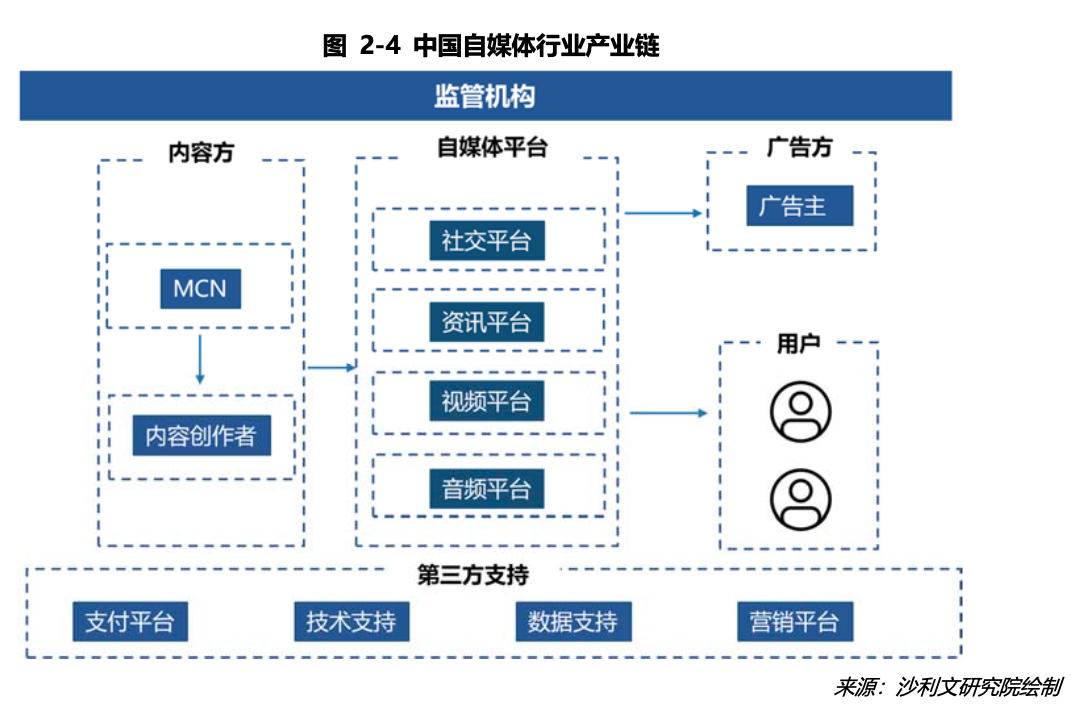 图 2-4 中国自媒体行业产业链
监管机构
内容方
MCN
内容创作者
自媒体平台
社交平台
资讯平台
视频平台
音频平台
广告方
广告主
用户
第三方支持
支付平台
技术支持
数据支持
营销平台
来源：沙利文研究院绘制